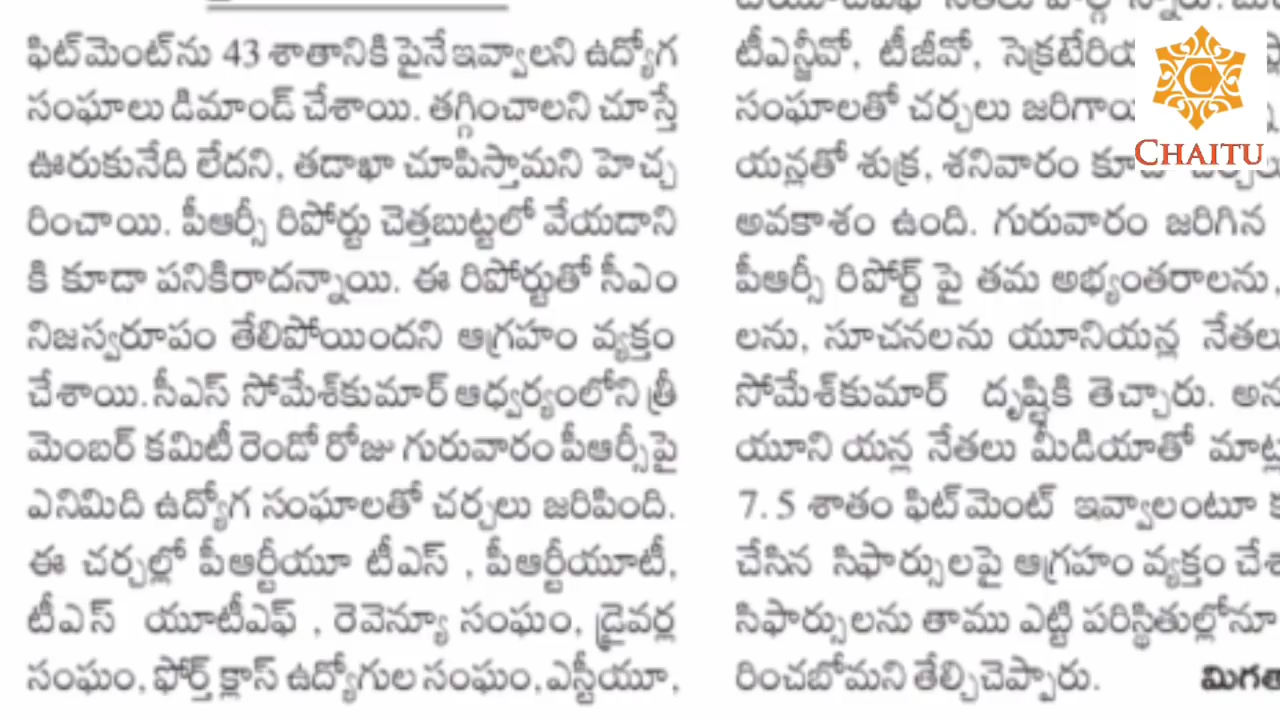 ఫిట్‌మెంట్‌ను 43 శాతానికి పైనే ఇవ్వాలని ఉద్యోగ
సంఘాలు డిమాండ్ చేశాయి. తగ్గించాలని చూస్తే
ఊరుకునేది లేదని, తడాఖా చూపిస్తామని హెచ్చ
రించాయి. పీఆర్సీ రిపోర్టు చెత్తబుట్టలో వేయడాని
కి కూడా పనికిరాదన్నాయి. ఈ రిపోర్టుతో సీఎం
నిజస్వరూపం తేలిపోయిందని ఆగ్రహం వ్యక్తం
చేశాయి. సీఎస్ సోమేశ్‌కుమార్ ఆధ్వర్యంలోని త్రీ
మెంబర్ కమిటీ రెండో రోజు గురువారం పీఆర్సీపై
ఎనిమిది ఉద్యోగ సంఘాలతో చర్చలు జరిపింది.
ఈ చర్చల్లో పీఆర్టీయూ టీఎస్ , పీఆర్టీయూటీ,
టీఎస్ యూటీఎఫ్ , రెవెన్యూ సంఘం, డ్రైవర్ల
సంఘం, ఫోర్త్ క్లాస్ ఉద్యోగుల సంఘం, ఎస్టీయూ,
టీఎన్జీవో, టీజీవో,
సంఘాలతో చర్చలు
యన్లతో శుక్ర, శనివారం
అవకాశం ఉంది. గురువారం జరిగిన
పీఆర్సీ రిపోర్ట్ పై తమ అభ్యంతరాలను,
లను, సూచనలను యూనియన్ల
సోమేశ్‌కుమార్ దృష్టికి తెచ్చారు.
యూని యన్ల నేతలు మీడియాతో
7.5 శాతం ఫిట్‌మెంట్ ఇవ్వాలంటూ
చేసిన సిఫార్సులపై ఆగ్రహం వ్యక్తం
సిఫార్సులను తాము ఎట్టి పరిస్థితుల్లోనూ
రించబోమని తేల్చిచెప్పారు.
C
CHAITU